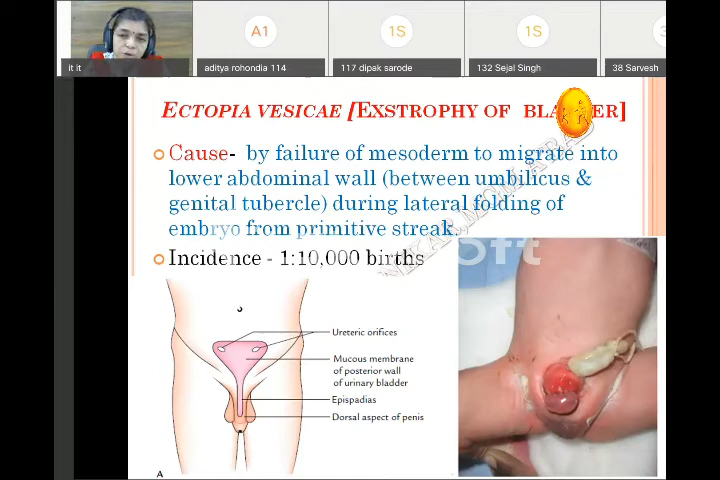 A1
1S
1S
3
it it
aditya rohondia 114
117 dipak sarode
132 Sejal Singh
38 Sarvesh
ECTOPIA VESICAE [EXSTROPHY OF BLA ER]
Cause- by failure of mesoderm to migrate into
lower abdominal wall (between umbilicus &
genital tubercle) during lateral folding of
embryo from primitive streak.
Incidence - 1:10,000 births
Ureteric orifices
Mucous membrane
of posterior wall
of urinary bladder
Epispadias
Dorsal aspect of penis
A